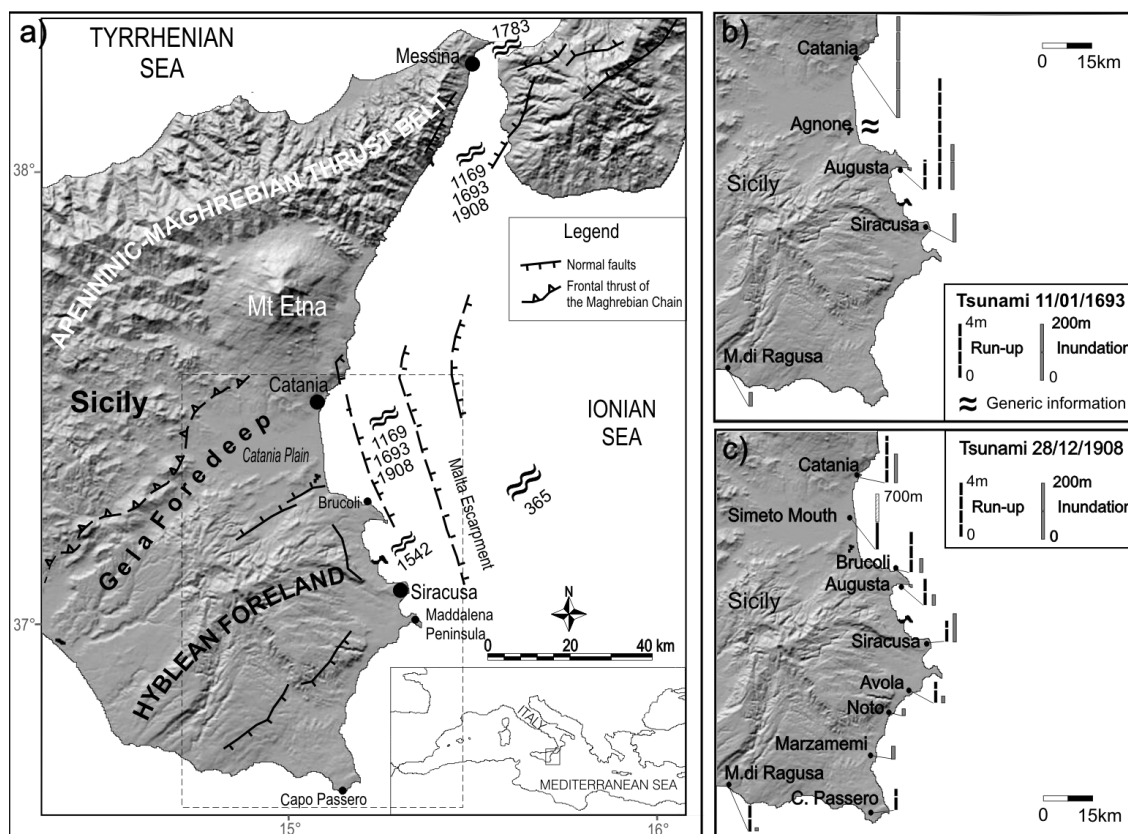 a)
TYRRHENIAN
SEA
1783
Messina
38°
APENNINIC-MAGHREBIAN THRUST BELT
1169
1693
1908
Legend
Normal faults
Frontal thrust of
the Maghrebian Chain
Mt Etna
Sicily
Catania
IONIAN
SEA
Gela Foredeep
Catania Plain
1169
1693
1908
Malta Escarpment
365
Brucoli
1542
HYBLEAN FORELAND
Siracusa
37°
Maddalena
Peninsula
N
0 20 40 km
ITALY
MEDITERRANEAN SEA
Capo Passero
15°
16°
b)
Catania
0 15km
Agnone
Augusta
Sicily
Siracusa
M.di Ragusa
Tsunami 11/01/1693
4m
Run-up
0
200m
Inundation
0
Generic information
c)
Catania
700m
Simeto Mouth
Brucoli
Augusta
Sicily
Siracusa
Avola
Noto
Marzamemi
M.di Ragusa
C. Passero
Tsunami 28/12/1908
4m
Run-up
0
200m
Inundation
0
0 15km